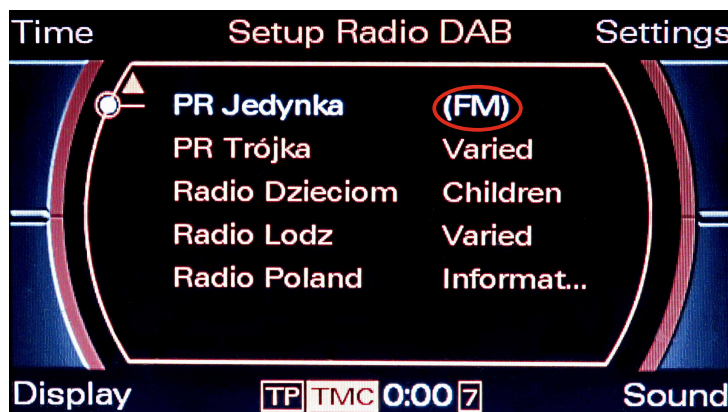 Time Setup Radio DAB Settings
PR Jedynka (FM)
PR Trójka Varied
Radio Dzieciom Children
Radio Lodz Varied
Radio Poland Informat...
Display TP TMC 0:00 7 Sound